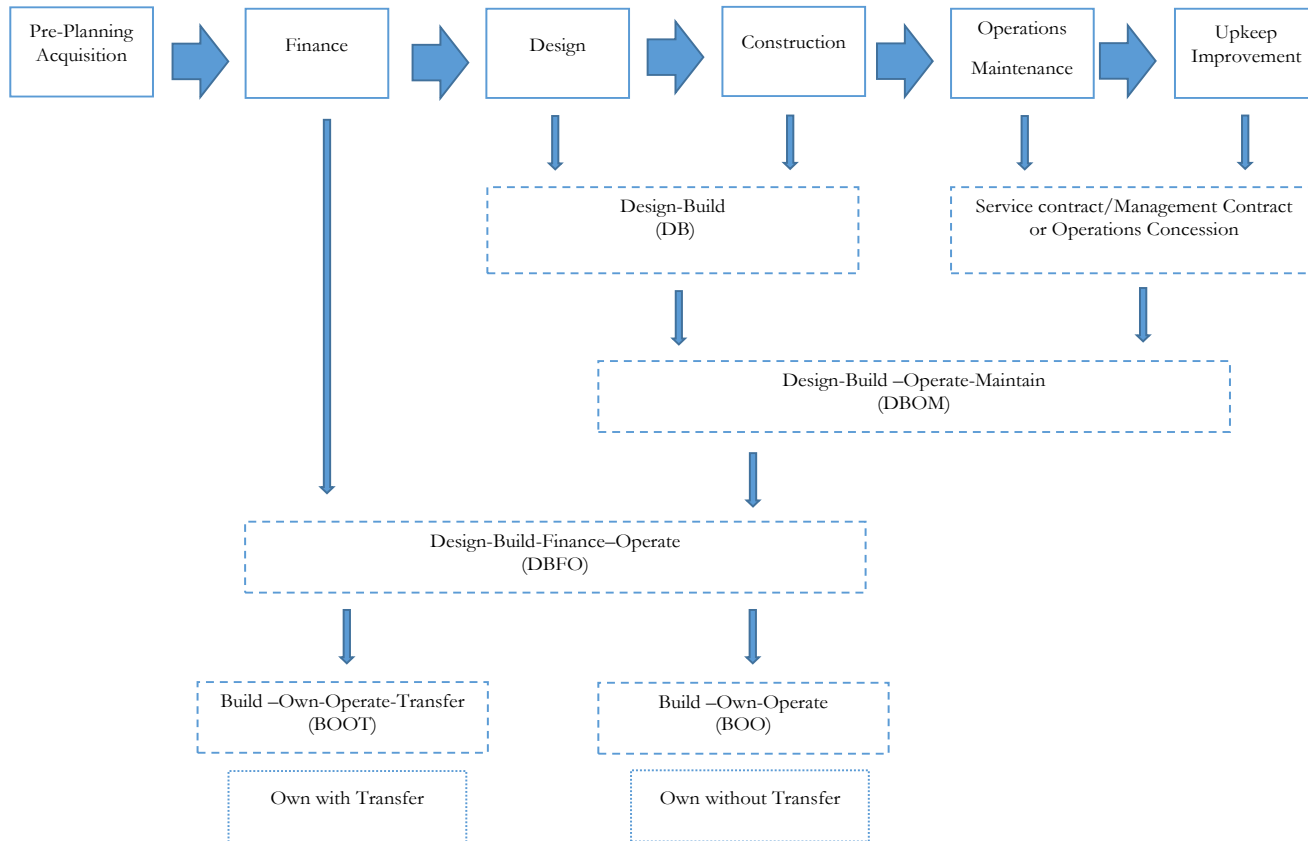 Pre-Planning
Acquisition
Finance
Design
Construction
Operations
Maintenance
Upkeep
Improvement
Design-Build
(DB)
Service contract/Management Contract
or Operations Concession
Design-Build –Operate-Maintain
(DBOM)
Design-Build-Finance–Operate
(DBFO)
Build –Own-Operate-Transfer
(BOOT)
Build –Own-Operate
(BOO)
Own with Transfer
Own without Transfer